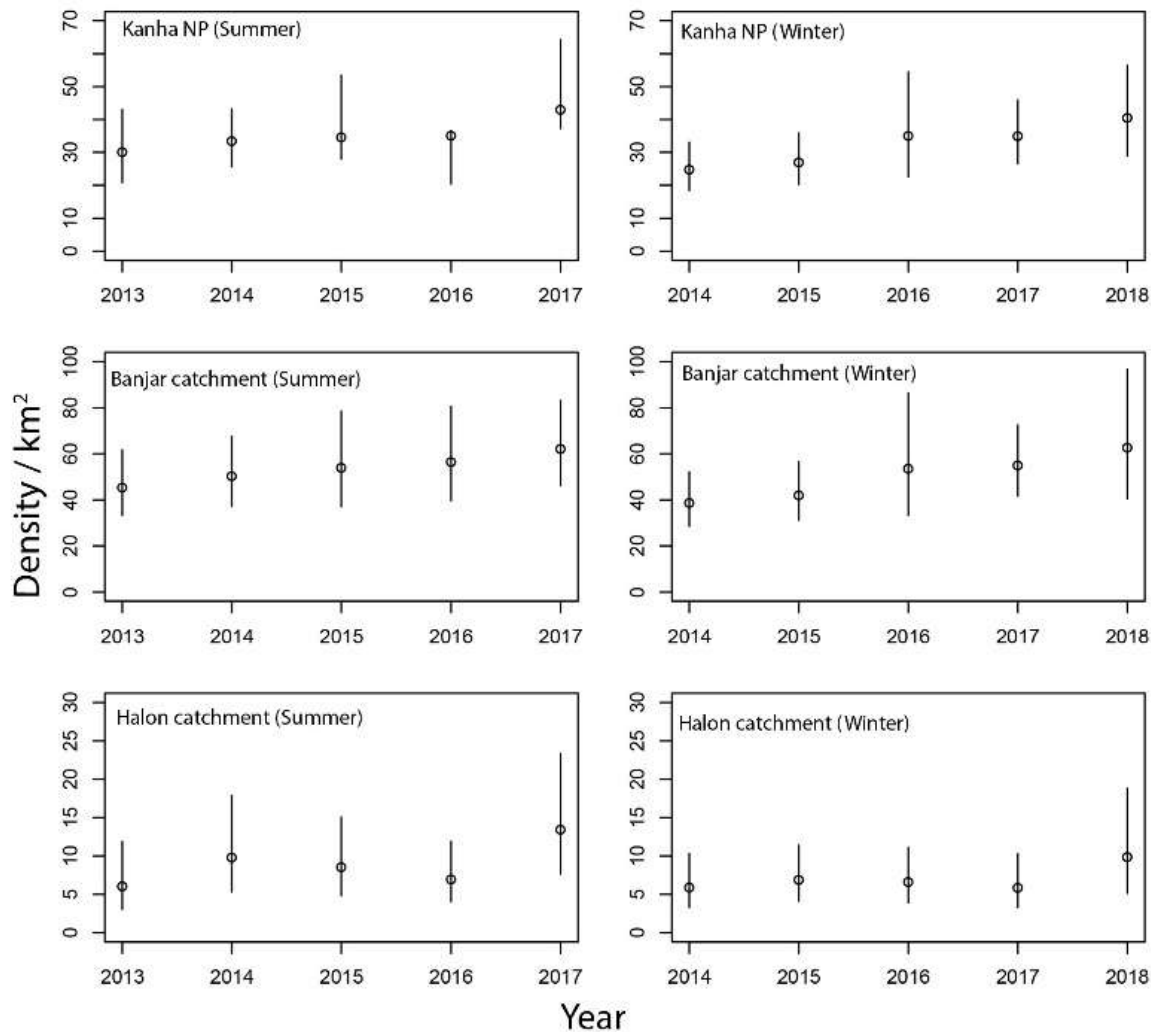 Kanha NP (Summer)
70
50
30
10
0
2013 2014 2015 2016 2017
Kanha NP (Winter)
70
50
30
10
0
2014 2015 2016 2017 2018
Density / km²
Banjar catchment (Summer)
100
80
60
40
20
0
2013 2014 2015 2016 2017
Banjar catchment (Winter)
100
80
60
40
20
0
2014 2015 2016 2017 2018
Halon catchment (Summer)
30
25
20
15
10
5
0
2013 2014 2015 2016 2017
Halon catchment (Winter)
30
25
20
15
10
5
0
2014 2015 2016 2017 2018
Year